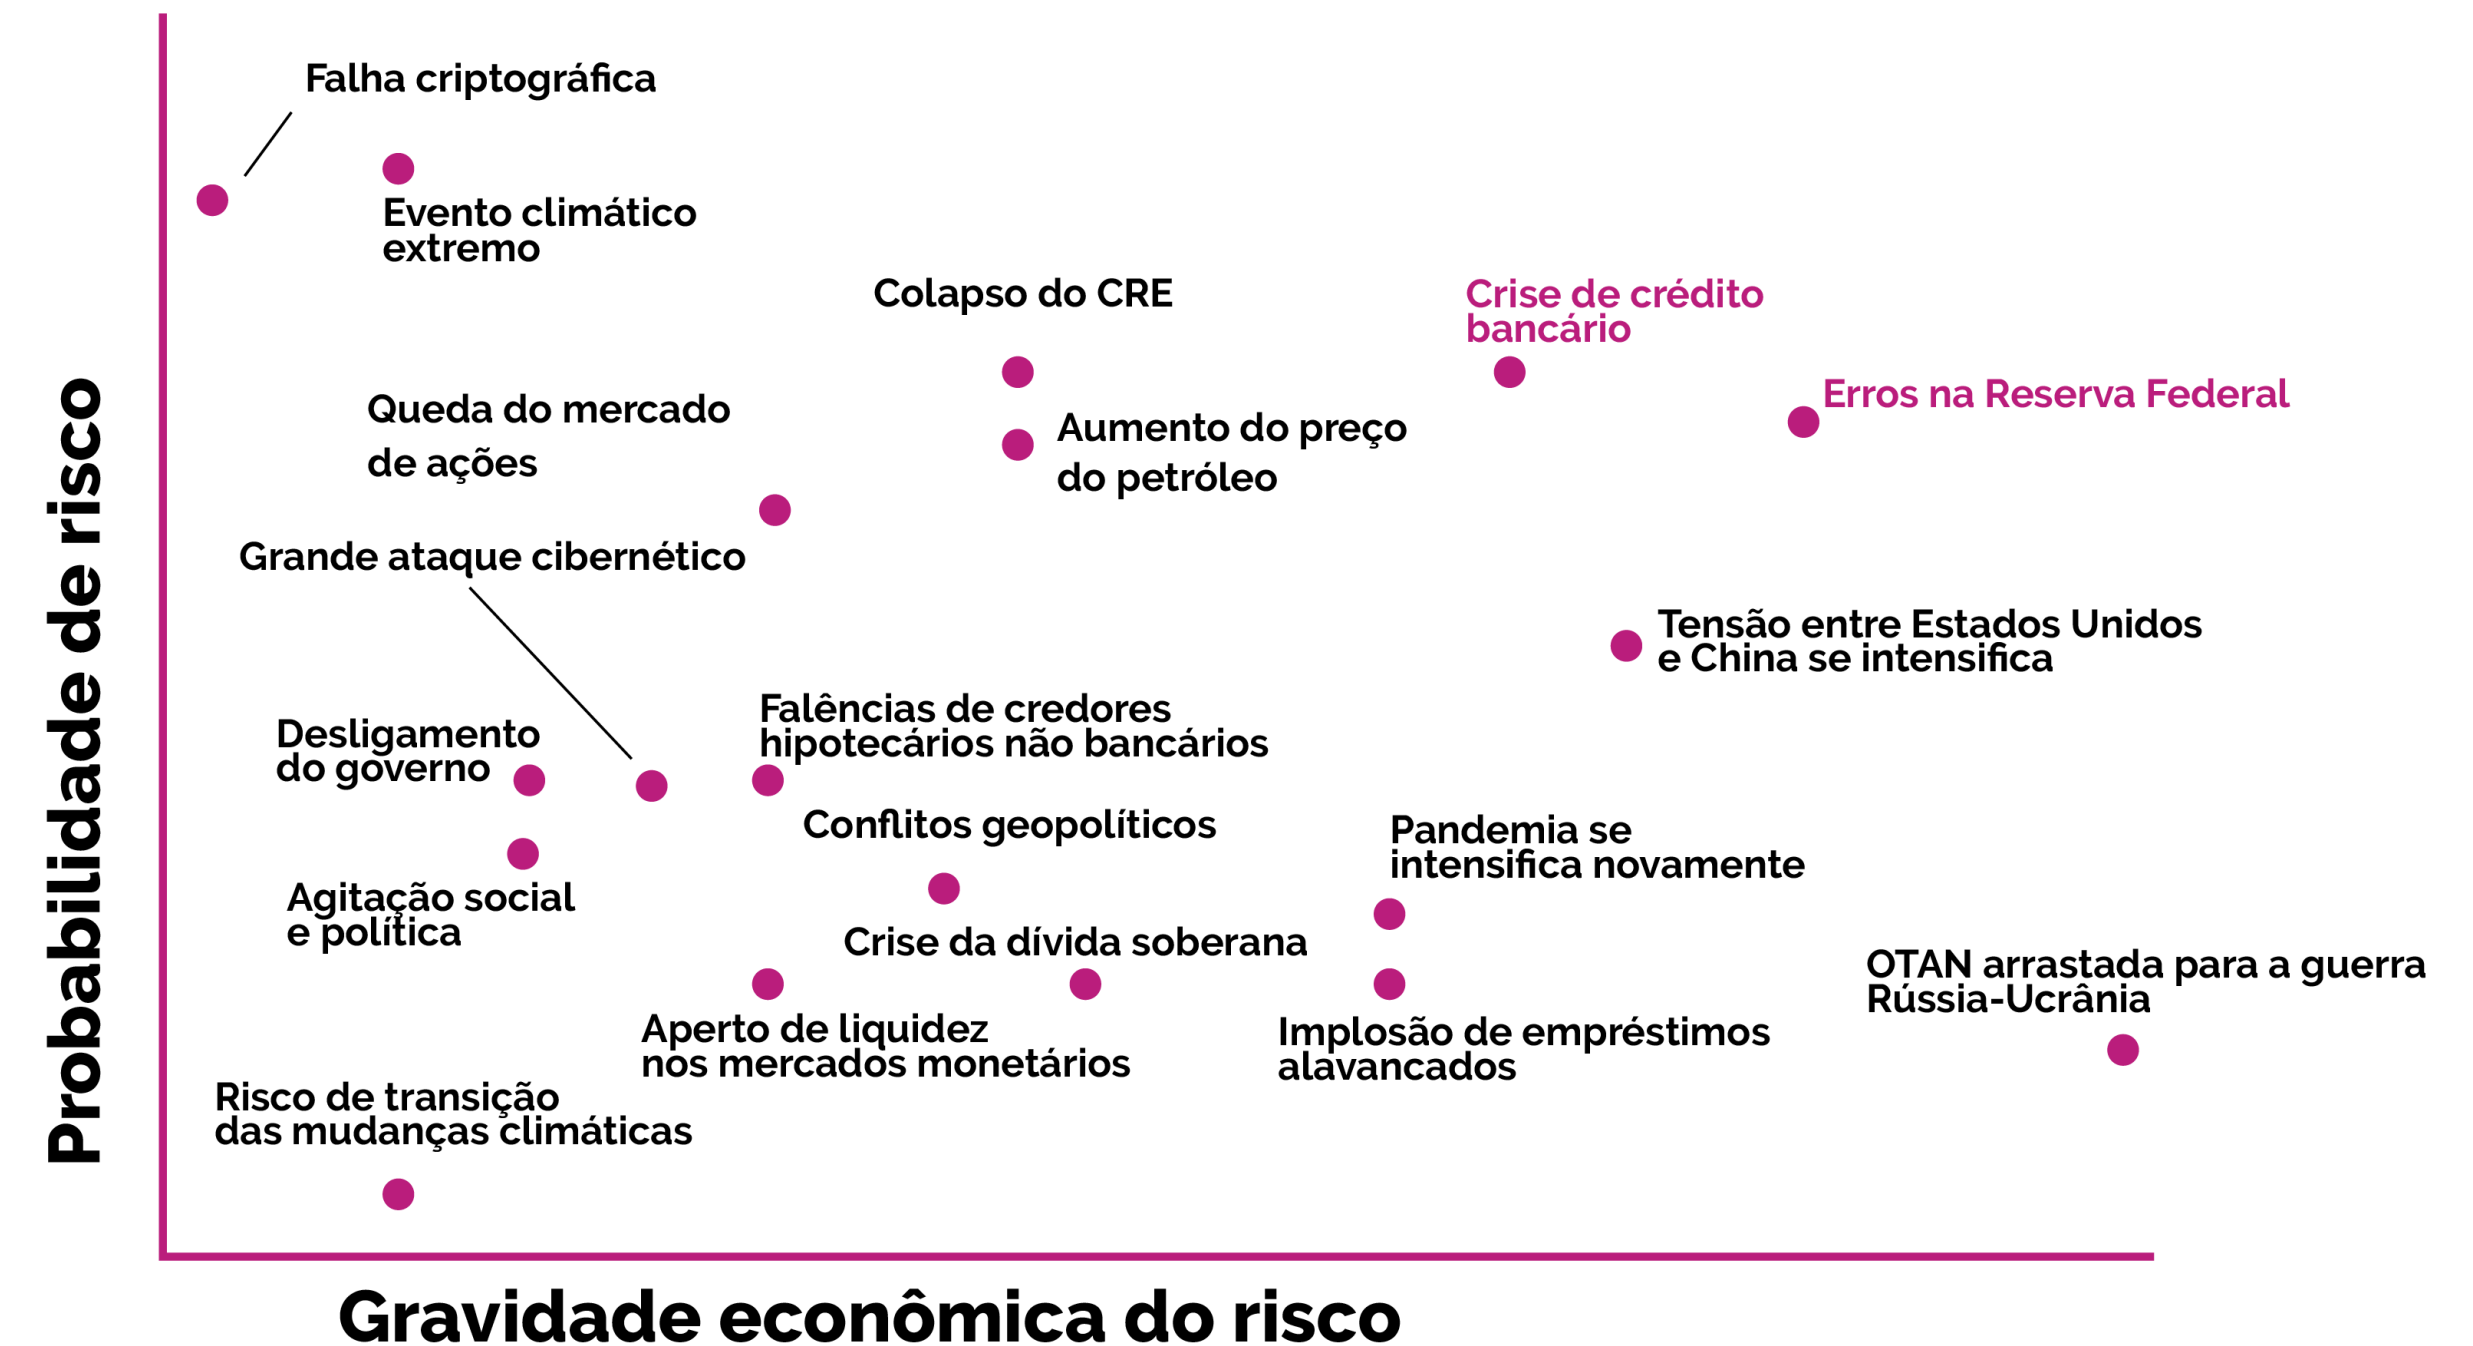 Falha criptográfica
Evento climático
extremo
Colapso do CRE
Crise de crédito
bancário
Erros na Reserva Federal
Queda do mercado
de ações
Aumento do preço
do petróleo
Grande ataque cibernético
Tensão entre Estados Unidos
e China se intensifica
Falências de credores
hipotecários não bancários
Desligamento
do governo
Conflitos geopolíticos
Pandemia se
intensifica novamente
Agitação social
e política
Crise da dívida soberana
OTAN arrastada para a guerra
Rússia-Ucrânia
Aperto de liquidez
nos mercados monetários
Implosão de empréstimos
alavancados
Risco de transição
das mudanças climáticas
Probabilidade de risco
Gravidade econômica do risco